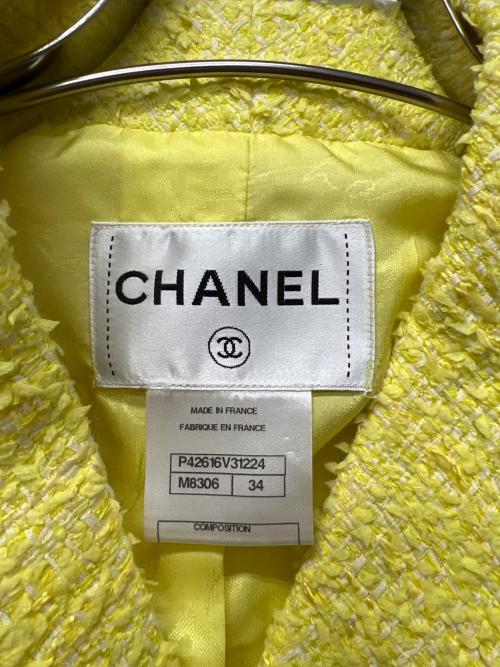 CHANEL
MADE IN FRANCE
FABRIQUE EN FRANCE
P42616V31224
M8306 34
COMPOSITION